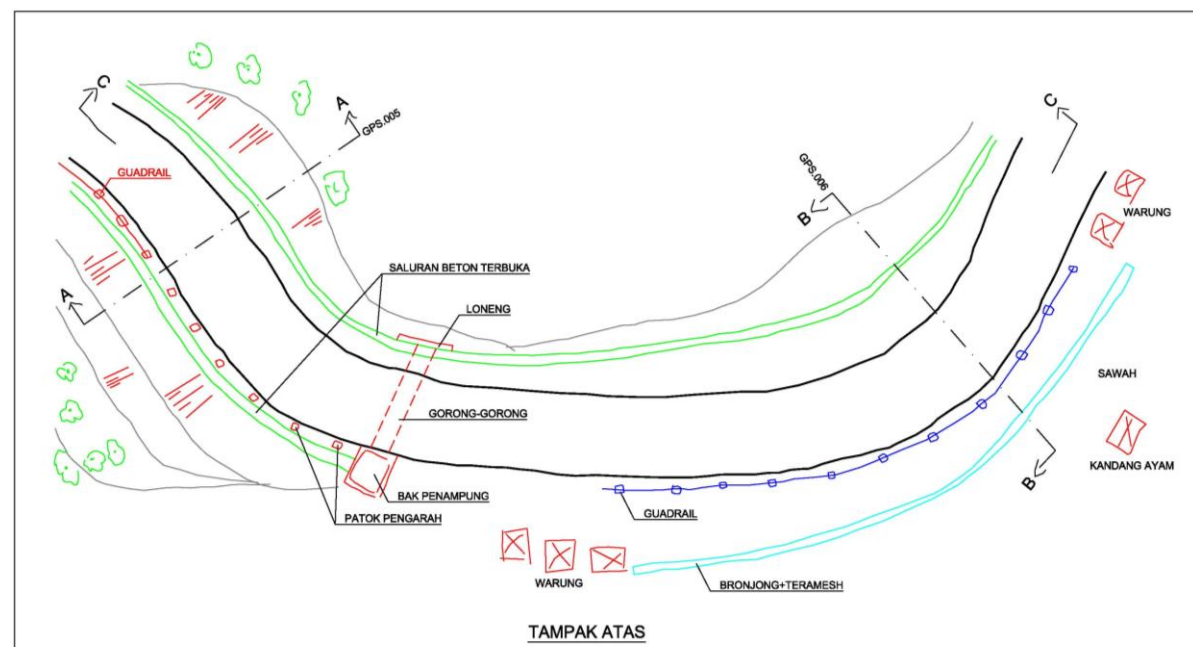 C
A
GPS.005
GUADRAIL
C
GPS.006
B
WARUNG
SALURAN BETON TERBUKA
A
LONENG
SAWAH
GORONG-GORONG
KANDANG AYAM
BAK PENAMPUNG
B
GUADRAIL
PATOK PENGARAH
WARUNG
BRONJONG+TERAMESH
TAMPAK ATAS